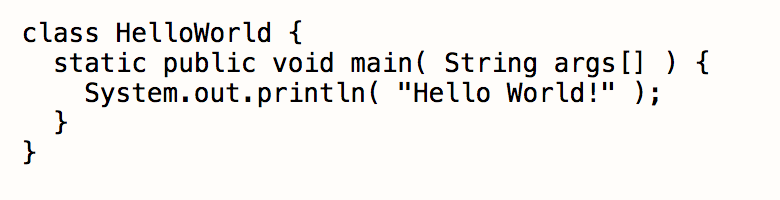 class HelloWorld {
  static public void main( String args[] ) {
    System.out.println( "Hello World!" );
  }
}